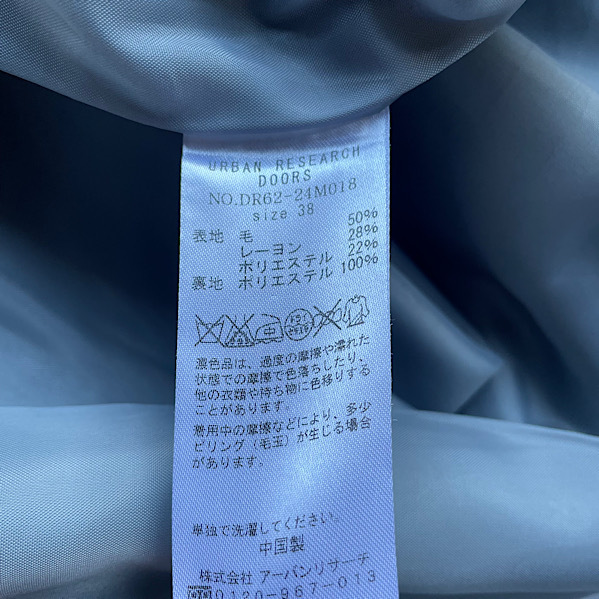 URBAN RESEARCH
DOORS
NO.DR62-24M018
size 38
表地 毛 50%
レーヨン 28%
ポリエステル 22%
裏地 ポリエステル 100%
濃色品は、過度の摩擦や濡れた
状態での摩擦で色落ちしたり、
他の衣類や持ち物に色移りする
ことがあります。
着用中の摩擦などにより、多少
ピリング(毛玉)が生じる場合
があります。
単独で洗濯してください。
中国製
株式会社 アーバンリサーチ
0120-967-013